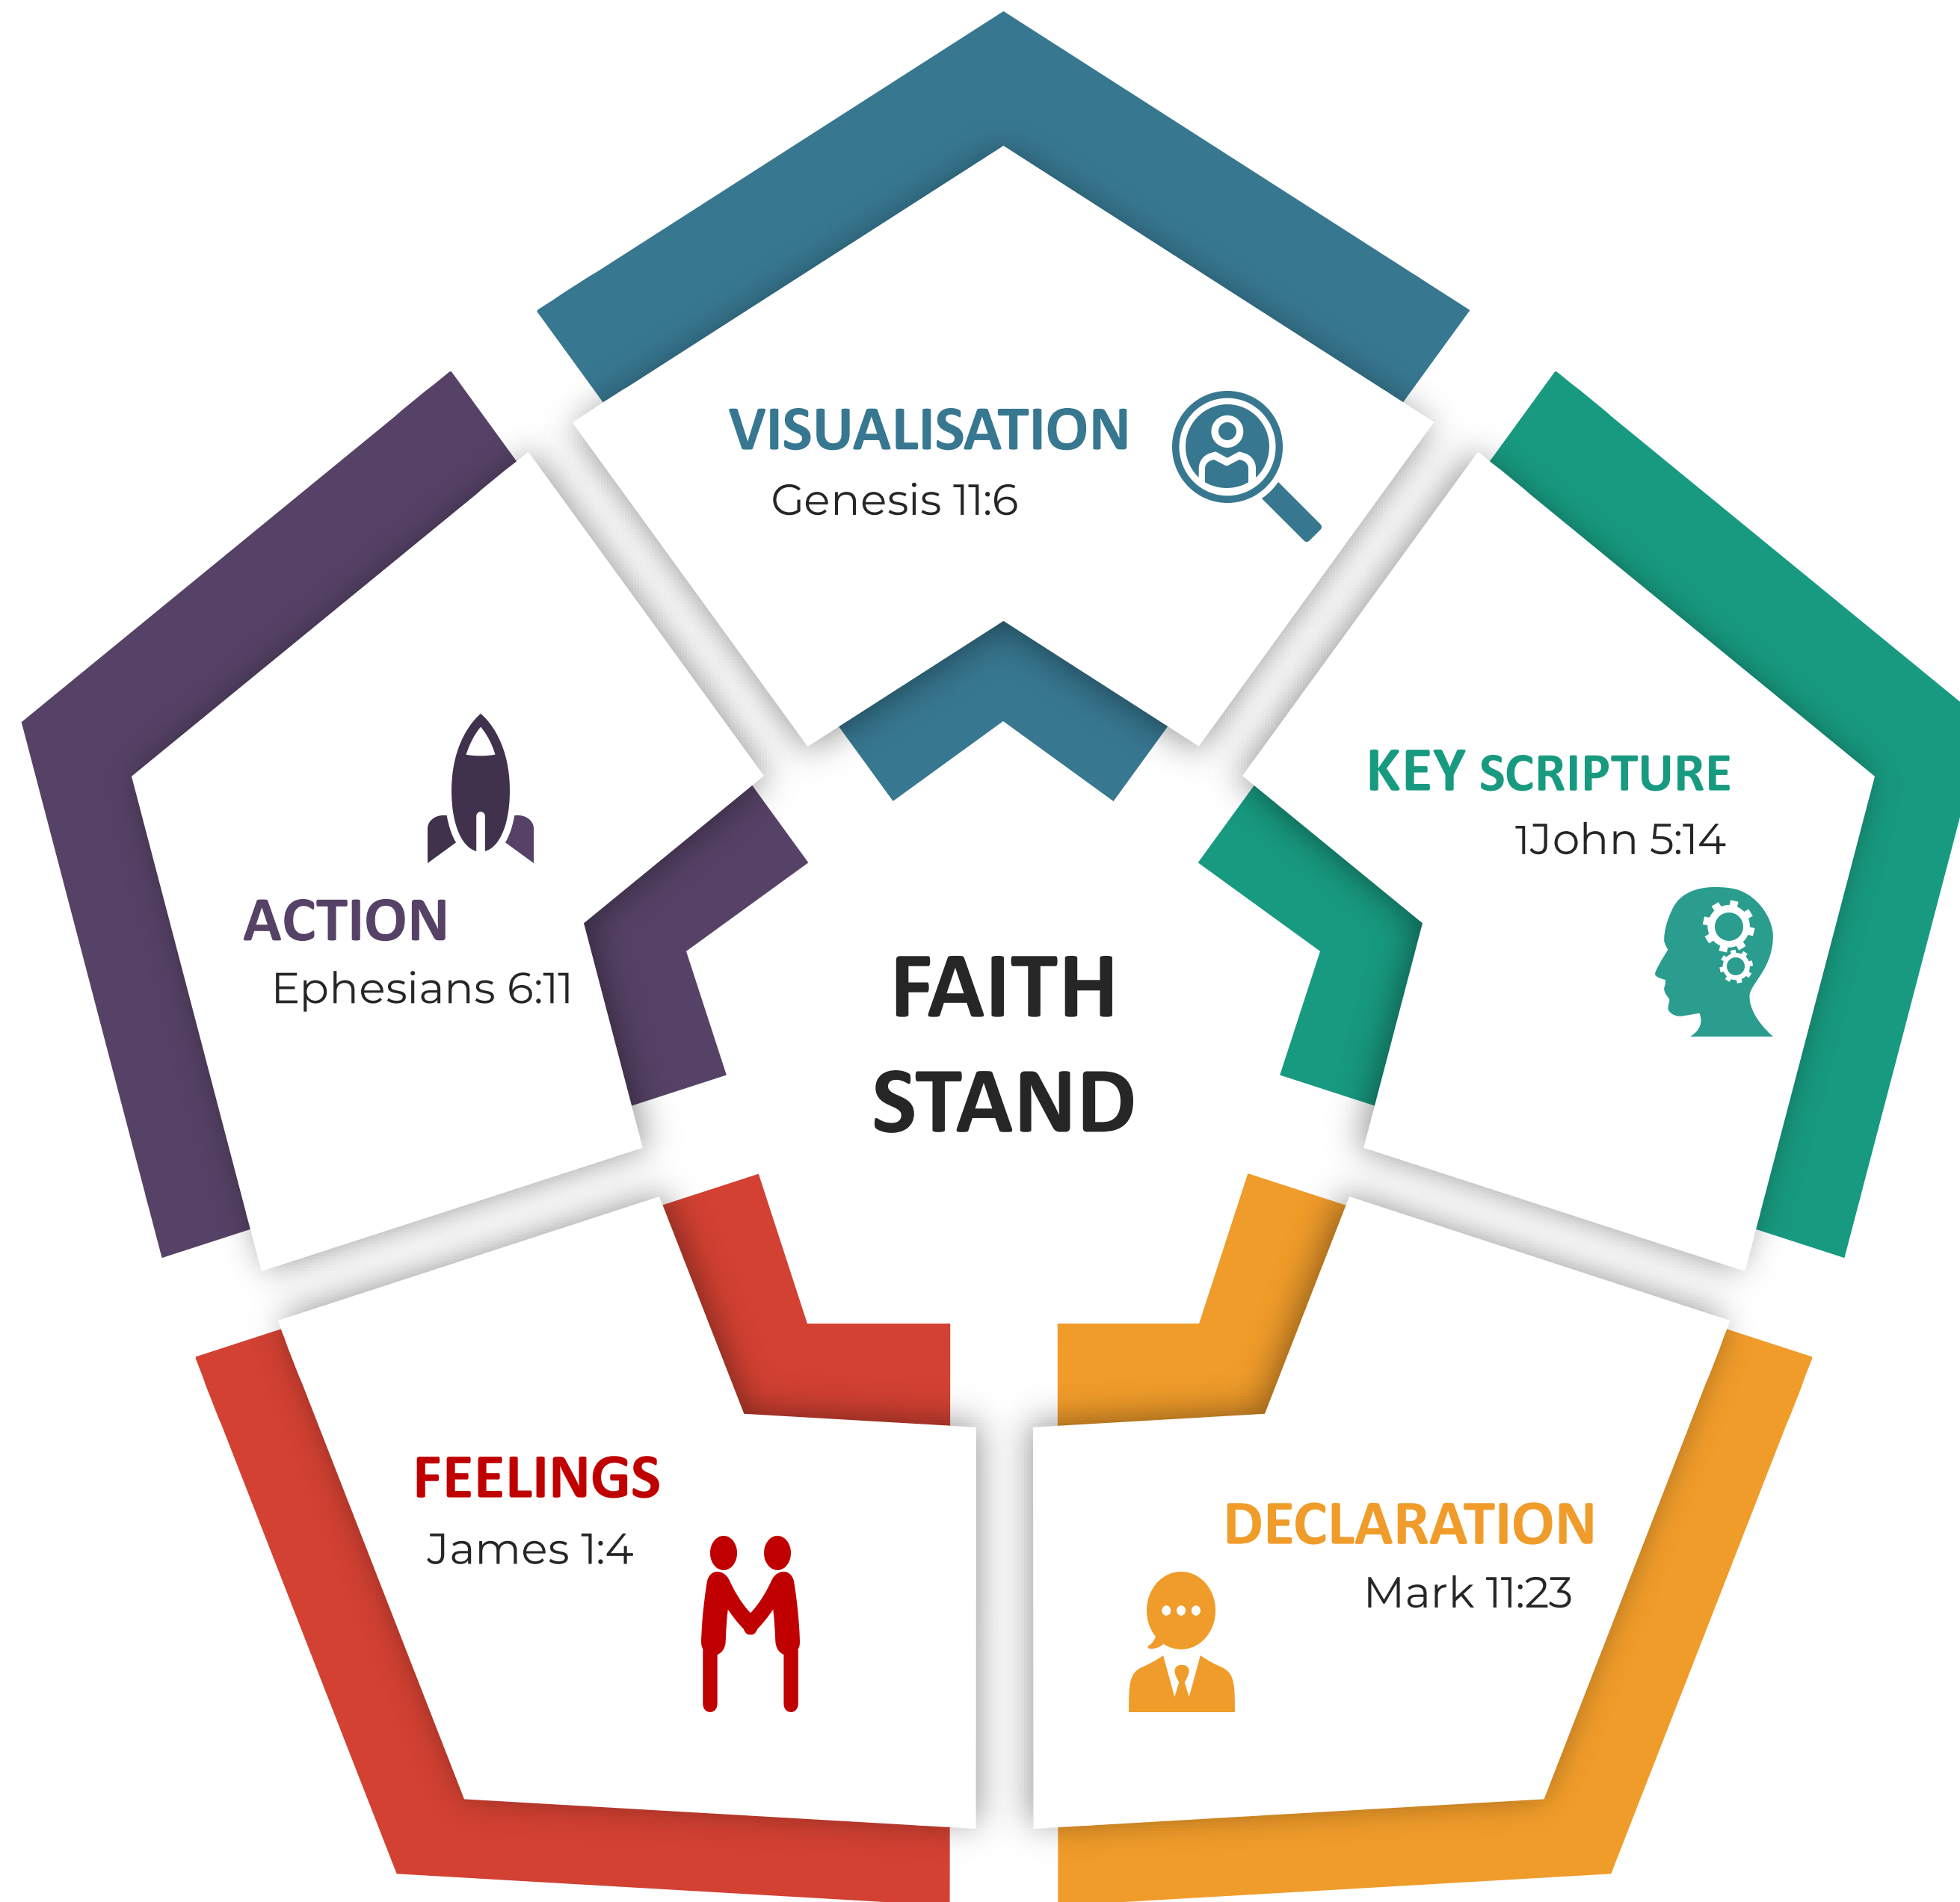 VISUALISATION
Genesis 11:6
KEY SCRIPTURE
1John 5:14
ACTION
Ephesians 6:11
FAITH
STAND
FEELINGS
James 1:4
DECLARATION
Mark 11:23